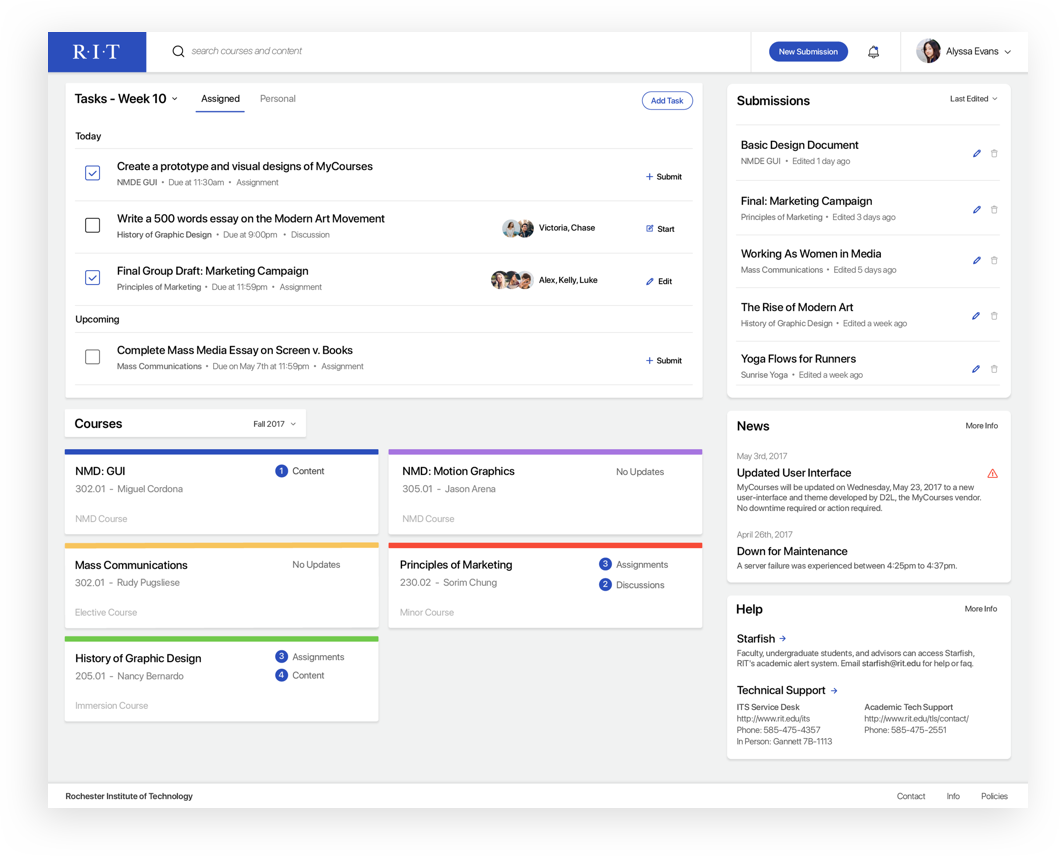 R·I·T
search courses and content
New Submission
Alyssa Evans
Tasks - Week 10
Assigned
Personal
Add Task
Today
Create a prototype and visual designs of MyCourses
NMDE GUI • Due at 11:30am • Assignment
+ Submit
Write a 500 words essay on the Modern Art Movement
History of Graphic Design • Due at 9:00pm • Discussion
Victoria, Chase
Start
Final Group Draft: Marketing Campaign
Principles of Marketing • Due at 11:59pm • Assignment
Alex, Kelly, Luke
Edit
Upcoming
Complete Mass Media Essay on Screen v. Books
Mass Communications • Due on May 7th at 11:59pm • Assignment
+ Submit
Submissions
Last Edited
Basic Design Document
NMDE GUI • Edited 1 day ago
Final: Marketing Campaign
Principles of Marketing • Edited 3 days ago
Working As Women in Media
Mass Communications • Edited 5 days ago
The Rise of Modern Art
History of Graphic Design • Edited a week ago
Yoga Flows for Runners
Sunrise Yoga • Edited a week ago
Courses
Fall 2017
NMD: GUI
302.01 - Miguel Cordona
NMD Course
1 Content
NMD: Motion Graphics
305.01 - Jason Arena
NMD Course
No Updates
Mass Communications
302.01 - Rudy Pugsliese
Elective Course
No Updates
Principles of Marketing
230.02 - Sorim Chung
Minor Course
3 Assignments
2 Discussions
History of Graphic Design
205.01 - Nancy Bernardo
Immersion Course
3 Assignments
4 Content
News
More Info
May 3rd, 2017
Updated User Interface
MyCourses will be updated on Wednesday, May 23, 2017 to a new
user-interface and theme developed by D2L, the MyCourses vendor.
No downtime required or action required.
April 26th, 2017
Down for Maintenance
A server failure was experienced between 4:25pm to 4:37pm.
Help
More Info
Starfish →
Faculty, undergraduate students, and advisors can access Starfish,
RIT's academic alert system. Email starfish@rit.edu for help or faq.
Technical Support →
ITS Service Desk
http://www.rit.edu/its
Phone: 585-475-4357
In Person: Gannett 7B-1113
Academic Tech Support
http://www.rit.edu/tls/contact/
Phone: 585-475-2551
Rochester Institute of Technology
Contact
Info
Policies